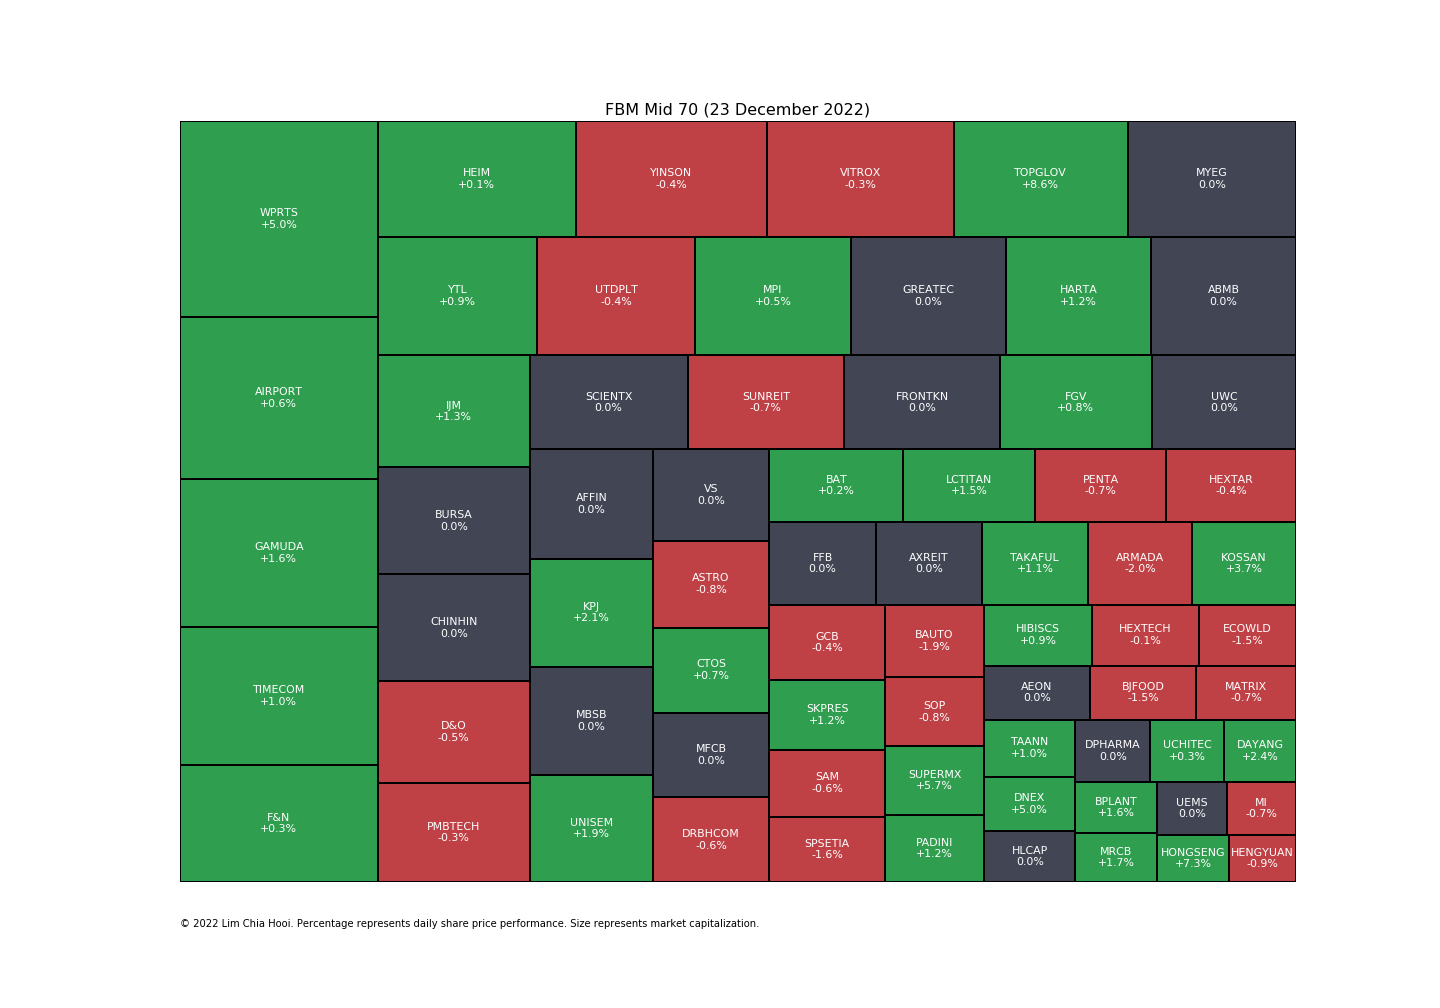 FBM Mid 70 (23 December 2022)
WPRTS
+5.0%
AIRPORT
+0.6%
GAMUDA
+1.6%
TIMECOM
+1.0%
F&N
+0.3%
HEIM
+0.1%
YINSON
-0.4%
VITROX
-0.3%
TOPGLOV
+8.6%
MYEG
0.0%
YTL
+0.9%
UTDPLT
-0.4%
MPI
+0.5%
GREATEC
0.0%
HARTA
+1.2%
ABMB
0.0%
IJM
+1.3%
BURSA
0.0%
CHINHIN
0.0%
D&O
-0.5%
PMBTECH
-0.3%
SCIENTX
0.0%
SUNREIT
-0.7%
FRONTKN
0.0%
FGV
+0.8%
UWC
0.0%
AFFIN
0.0%
KPJ
+2.1%
MBSB
0.0%
UNISEM
+1.9%
VS
0.0%
ASTRO
-0.8%
CTOS
+0.7%
MFCB
0.0%
DRBHCOM
-0.6%
BAT
+0.2%
LCTITAN
+1.5%
PENTA
-0.7%
HEXTAR
-0.4%
FFB
0.0%
AXREIT
0.0%
TAKAFUL
+1.1%
ARMADA
-2.0%
KOSSAN
+3.7%
GCB
-0.4%
SKPRES
+1.2%
SAM
-0.6%
SPSETIA
-1.6%
BAUTO
-1.9%
SOP
-0.8%
SUPERMX
+5.7%
PADINI
+1.2%
HIBISCS
+0.9%
HEXTECH
-0.1%
ECOWLD
-1.5%
AEON
0.0%
BJFOOD
-1.5%
MATRIX
-0.7%
TAANN
+1.0%
DNEX
+5.0%
HLCAP
0.0%
DPHARMA
0.0%
UCHITEC
+0.3%
DAYANG
+2.4%
BPLANT
+1.6%
MRCB
+1.7%
UEMS
0.0%
MI
-0.7%
HONGSENG
+7.3%
HENGYUAN
-0.9%
© 2022 Lim Chia Hooi. Percentage represents daily share price performance. Size represents market capitalization.